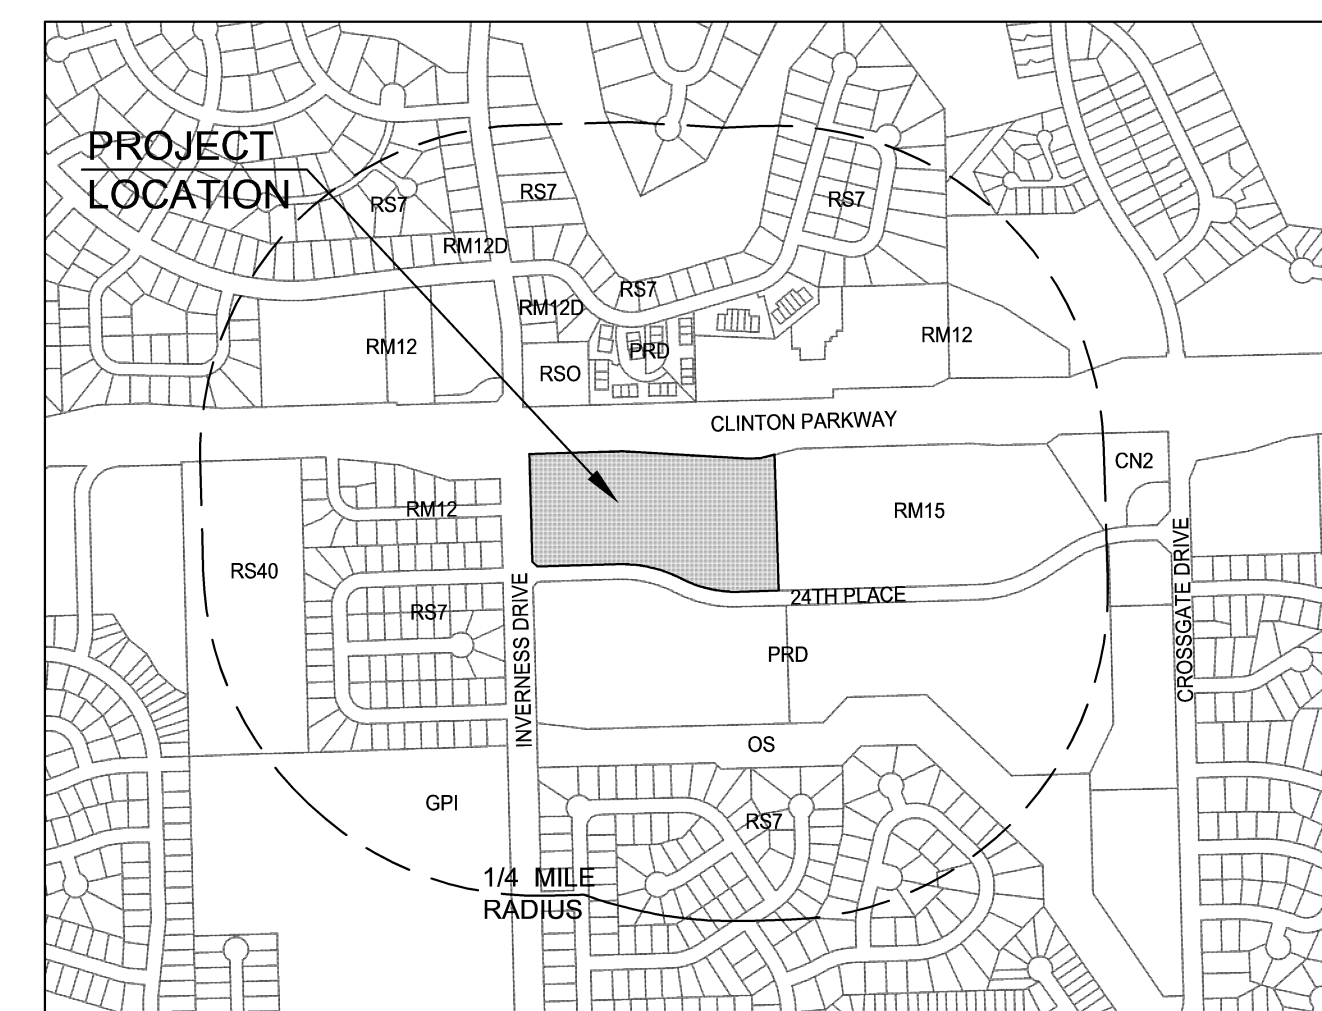 PROJECT
LOCATION
RS7
RS7
RS7
RM12D
RS7
RM12D
RM12
PRD
RM12
RSO
CLINTON PARKWAY
CN2
RM12
RM15
RS40
RS7
24TH PLACE
INVERNESS DRIVE
CROSSGATE DRIVE
PRD
OS
GPI
RS7
1/4 MILE
RADIUS